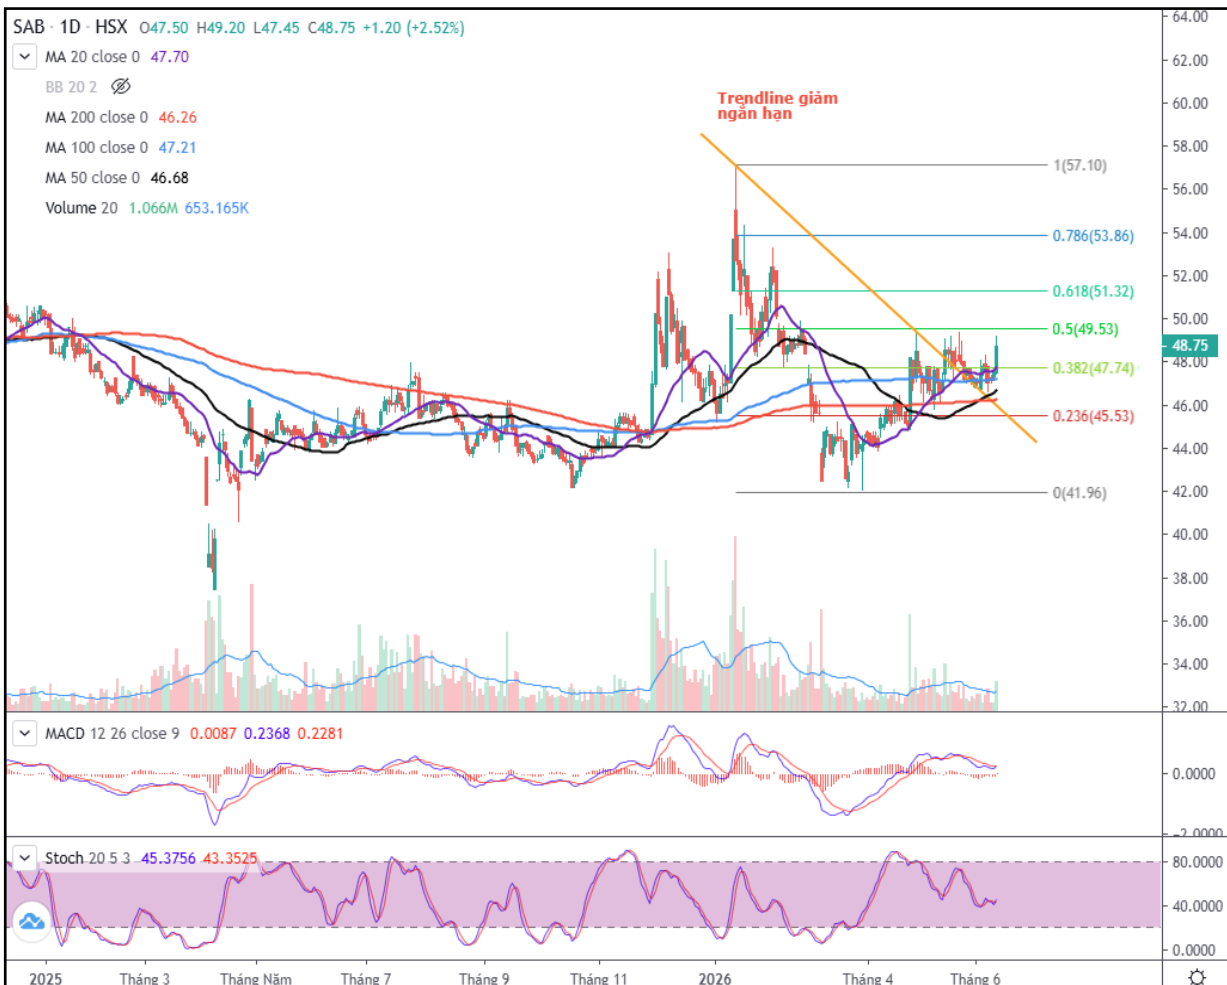 SAB · 1D · HSX O47.50 H49.20 L47.45 C48.75 +1.20 (+2.52%)
MA 20 close 0 47.70
BB 20 2
MA 200 close 0 46.26
MA 100 close 0 47.21
MA 50 close 0 46.68
Volume 20 1.066M 653.165K
Trendline giảm
ngắn hạn
1(57.10)
0.786(53.86)
0.618(51.32)
0.5(49.53)
0.382(47.74)
0.236(45.53)
0(41.96)
64.00
62.00
60.00
58.00
56.00
54.00
52.00
50.00
48.75
48.00
46.00
44.00
42.00
40.00
38.00
36.00
34.00
32.00
MACD 12 26 close 9 0.0087 0.2368 0.2281
0.0000
−2.0000
Stoch 20 5 3 45.3756 43.3525
80.0000
40.0000
0.0000
2025 Tháng 3 Tháng Năm Tháng 7 Tháng 9 Tháng 11 2026 Tháng 4 Tháng 6